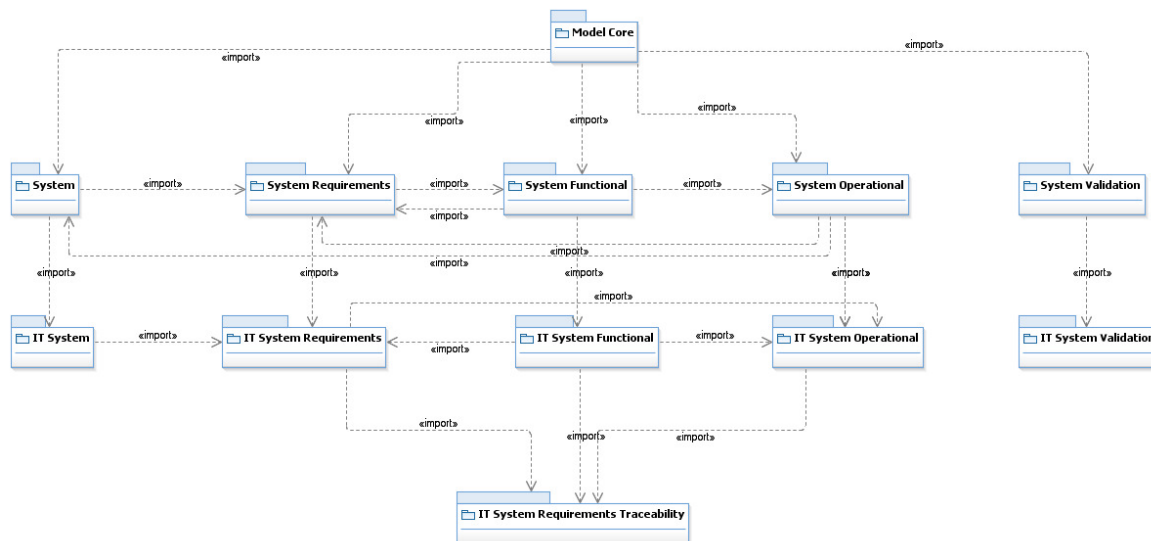 Model Core
«import»
«import»
«import»
«import»
«import»
System
«import»
System Requirements
«import»
System Functional
«import»
System Operational
System Validation
«import»
«import»
«import»
«import»
«import»
«import»
«import»
«import»
«import»
IT System
«import»
IT System Requirements
«import»
IT System Functional
«import»
IT System Operational
IT System Validation
«import»
«import»
«import»
IT System Requirements Traceability